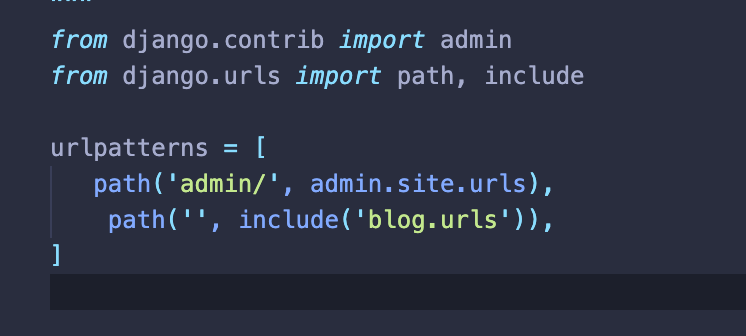 from django.contrib import admin
from django.urls import path, include
urlpatterns = [
   path('admin/', admin.site.urls),
    path('', include('blog.urls')),
]